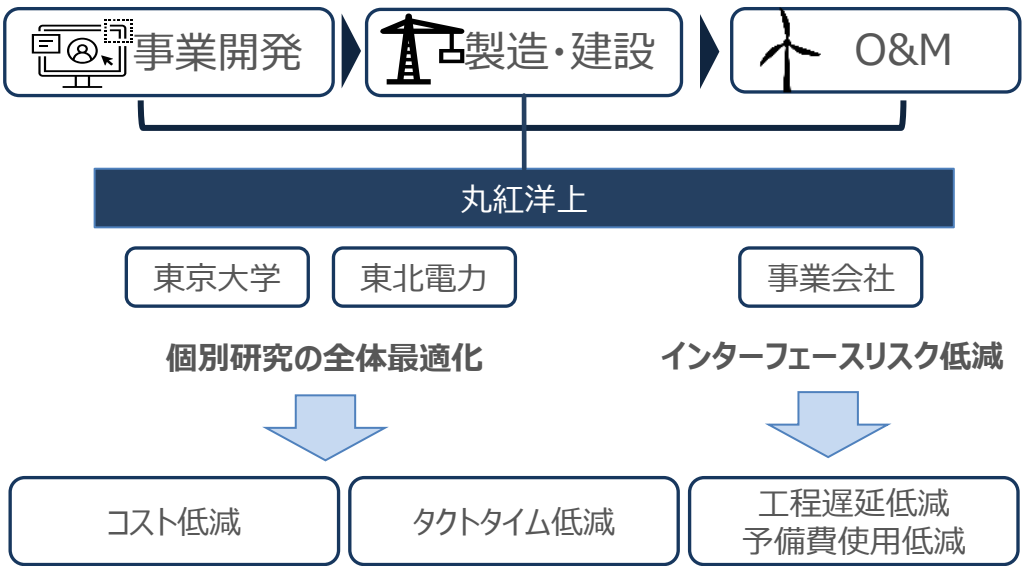 事業開発
製造・建設
O&M
丸紅洋上
東京大学
東北電力
事業会社
個別研究の全体最適化
インターフェースリスク低減
コスト低減
タクトタイム低減
工程遅延低減
予備費使用低減